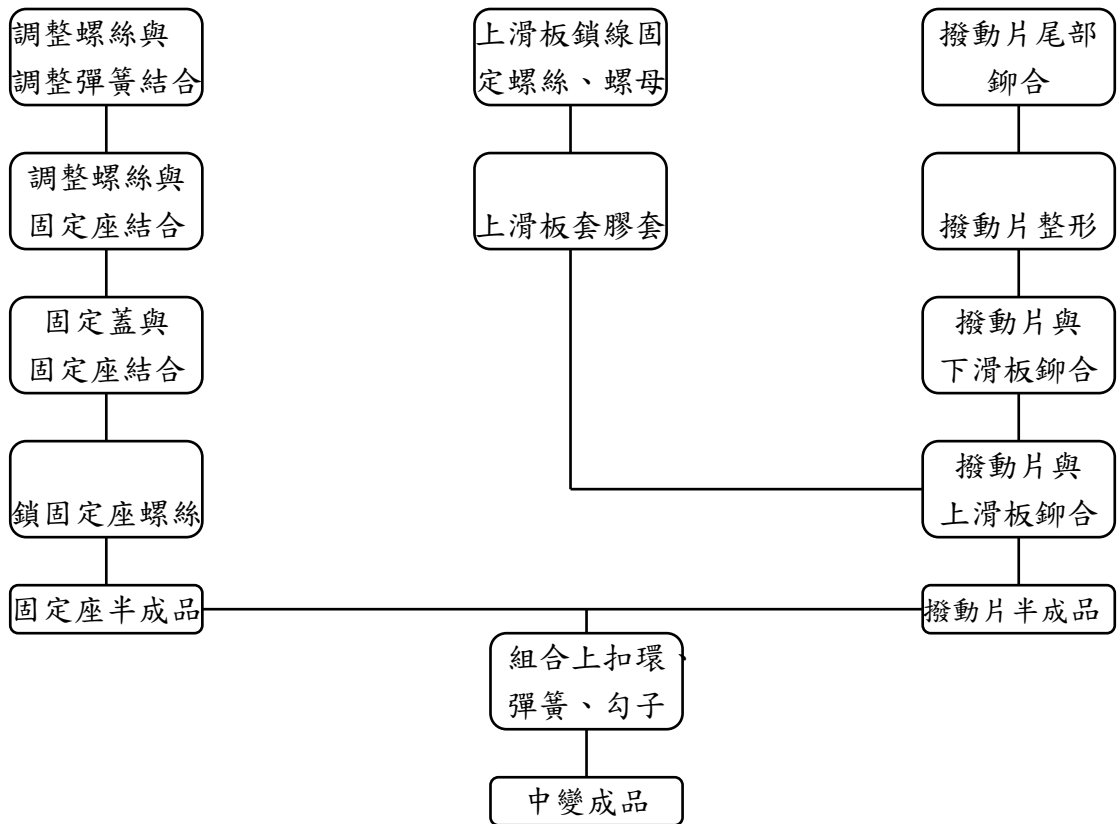 調整螺絲與
調整彈簧結合
上滑板鎖線固
定螺絲、螺母
撥動片尾部
鉚合
調整螺絲與
固定座結合
上滑板套膠套
撥動片整形
固定蓋與
固定座結合
撥動片與
下滑板鉚合
鎖固定座螺絲
撥動片與
上滑板鉚合
固定座半成品
撥動片半成品
組合上扣環、
彈簧、勾子
中變成品